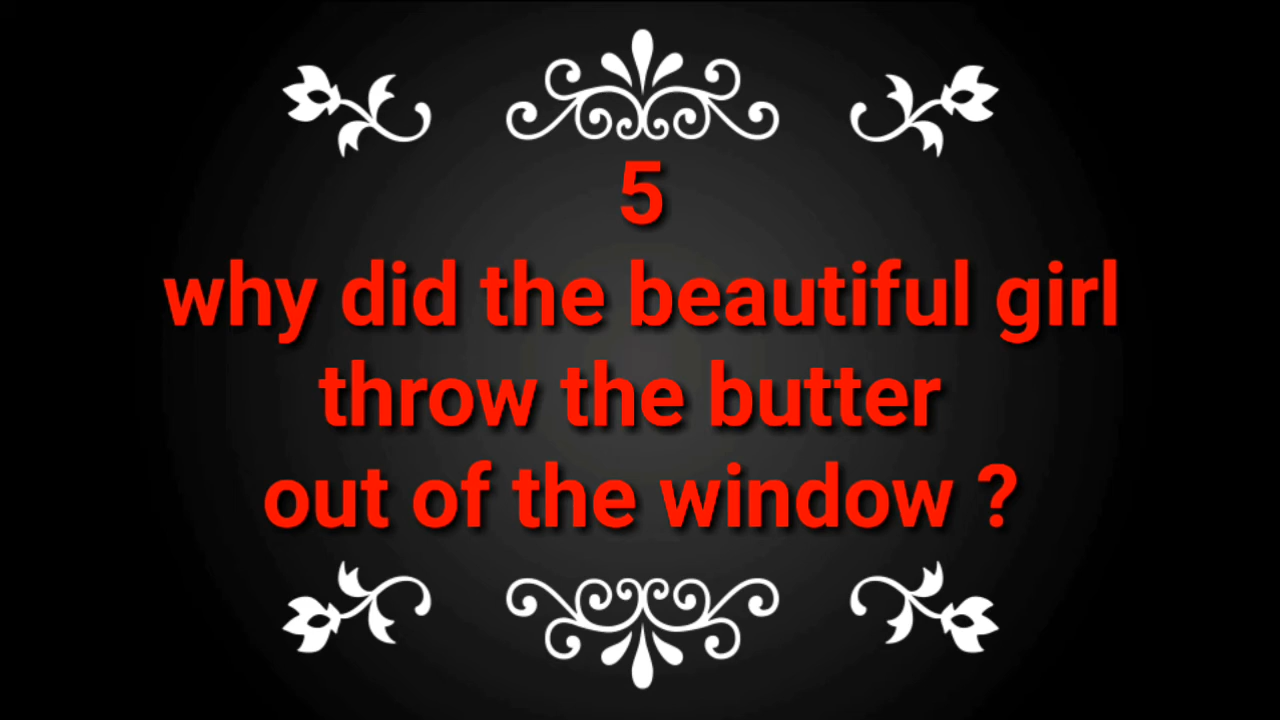 5
why did the beautiful girl
throw the butter
out of the window ?